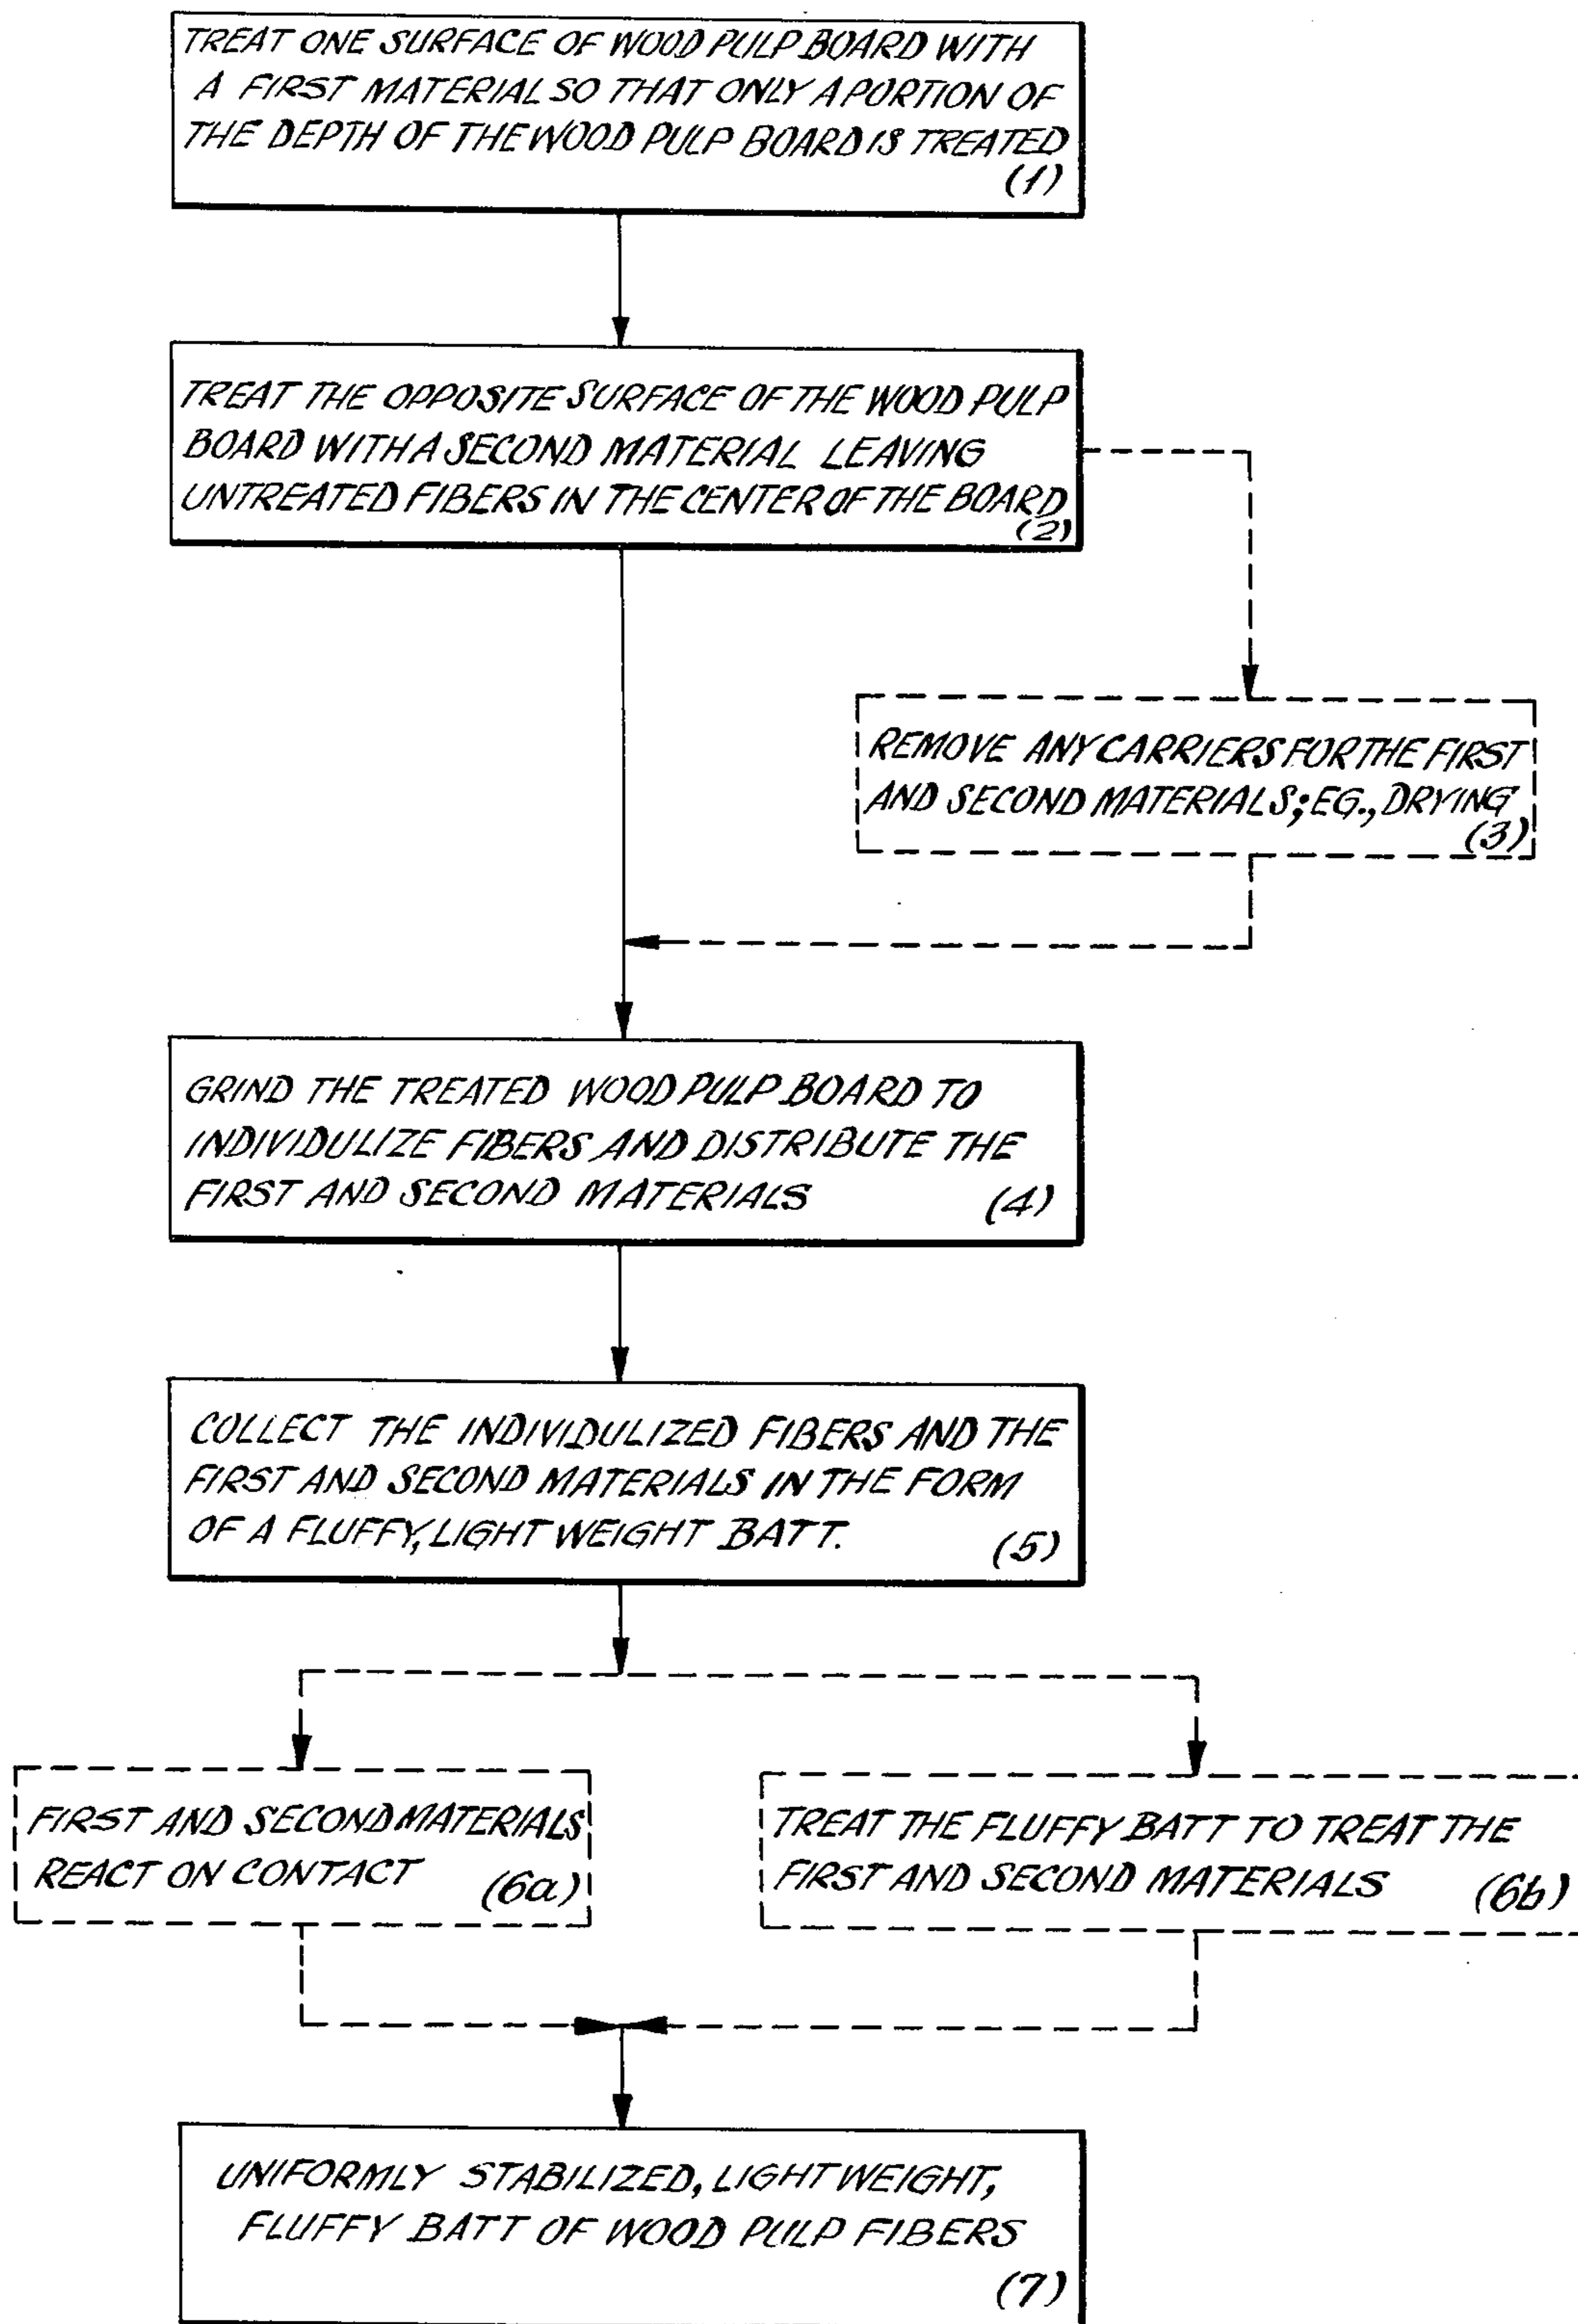 TREAT ONE SURFACE OF WOOD PULP BOARD WITH
A FIRST MATERIAL SO THAT ONLY A PORTION OF
THE DEPTH OF THE WOOD PULP BOARD IS TREATED
(1)
TREAT THE OPPOSITE SURFACE OF THE WOOD PULP
BOARD WITH A SECOND MATERIAL LEAVING
UNTREATED FIBERS IN THE CENTER OF THE BOARD
(2)
REMOVE ANY CARRIERS FOR THE FIRST
AND SECOND MATERIALS; EG., DRYING
(3)
GRIND THE TREATED WOOD PULP BOARD TO
INDIVIDULIZE FIBERS AND DISTRIBUTE THE
FIRST AND SECOND MATERIALS (4)
COLLECT THE INDIVIDULIZED FIBERS AND THE
FIRST AND SECOND MATERIALS IN THE FORM
OF A FLUFFY, LIGHT WEIGHT BATT. (5)
FIRST AND SECOND MATERIALS
REACT ON CONTACT (6a)
TREAT THE FLUFFY BATT TO TREAT THE
FIRST AND SECOND MATERIALS (6b)
UNIFORMLY STABILIZED, LIGHT WEIGHT,
FLUFFY BATT OF WOOD PULP FIBERS
(7)